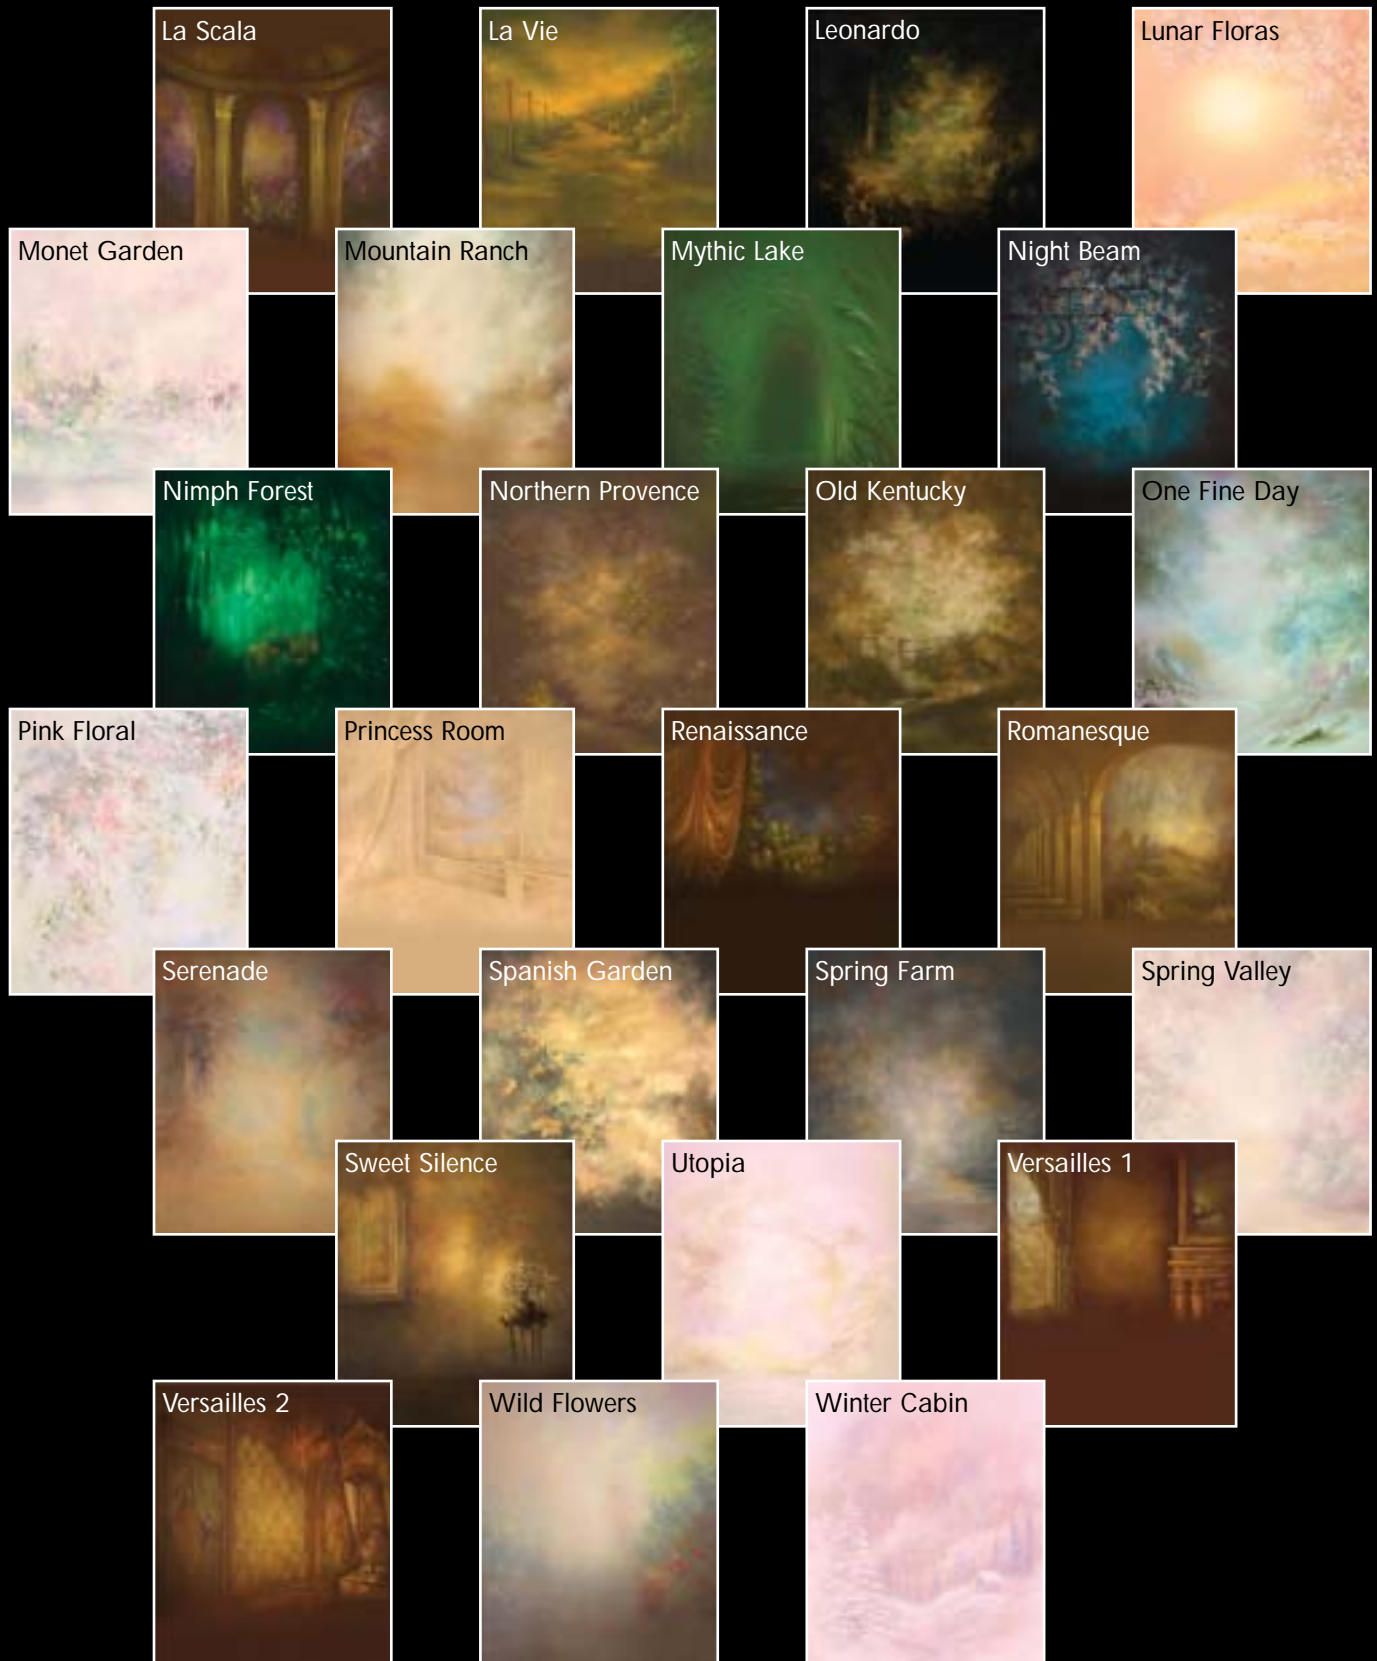 La Scala
La Vie
Leonardo
Lunar Floras
Monet Garden
Mountain Ranch
Mythic Lake
Night Beam
Nimph Forest
Northern Provence
Old Kentucky
One Fine Day
Pink Floral
Princess Room
Renaissance
Romanesque
Serenade
Spanish Garden
Spring Farm
Spring Valley
Sweet Silence
Utopia
Versailles 1
Versailles 2
Wild Flowers
Winter Cabin